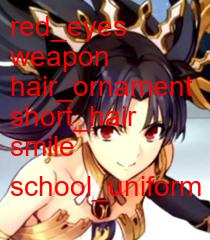 red_eyes
weapon
hair_ornament
short_hair
smile
school_uniform